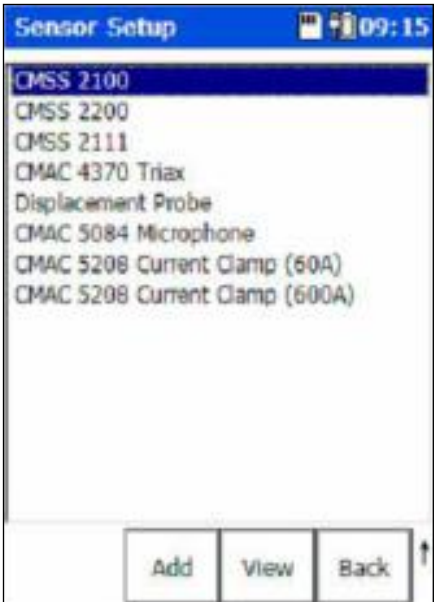 Sensor Setup 09:15
CMSS 2100
CMSS 2200
CMSS 2111
CMAC 4370 Triax
Displacement Probe
CMAC 5084 Microphone
CMAC 5208 Current Clamp (60A)
CMAC 5208 Current Clamp (600A)
Add View Back